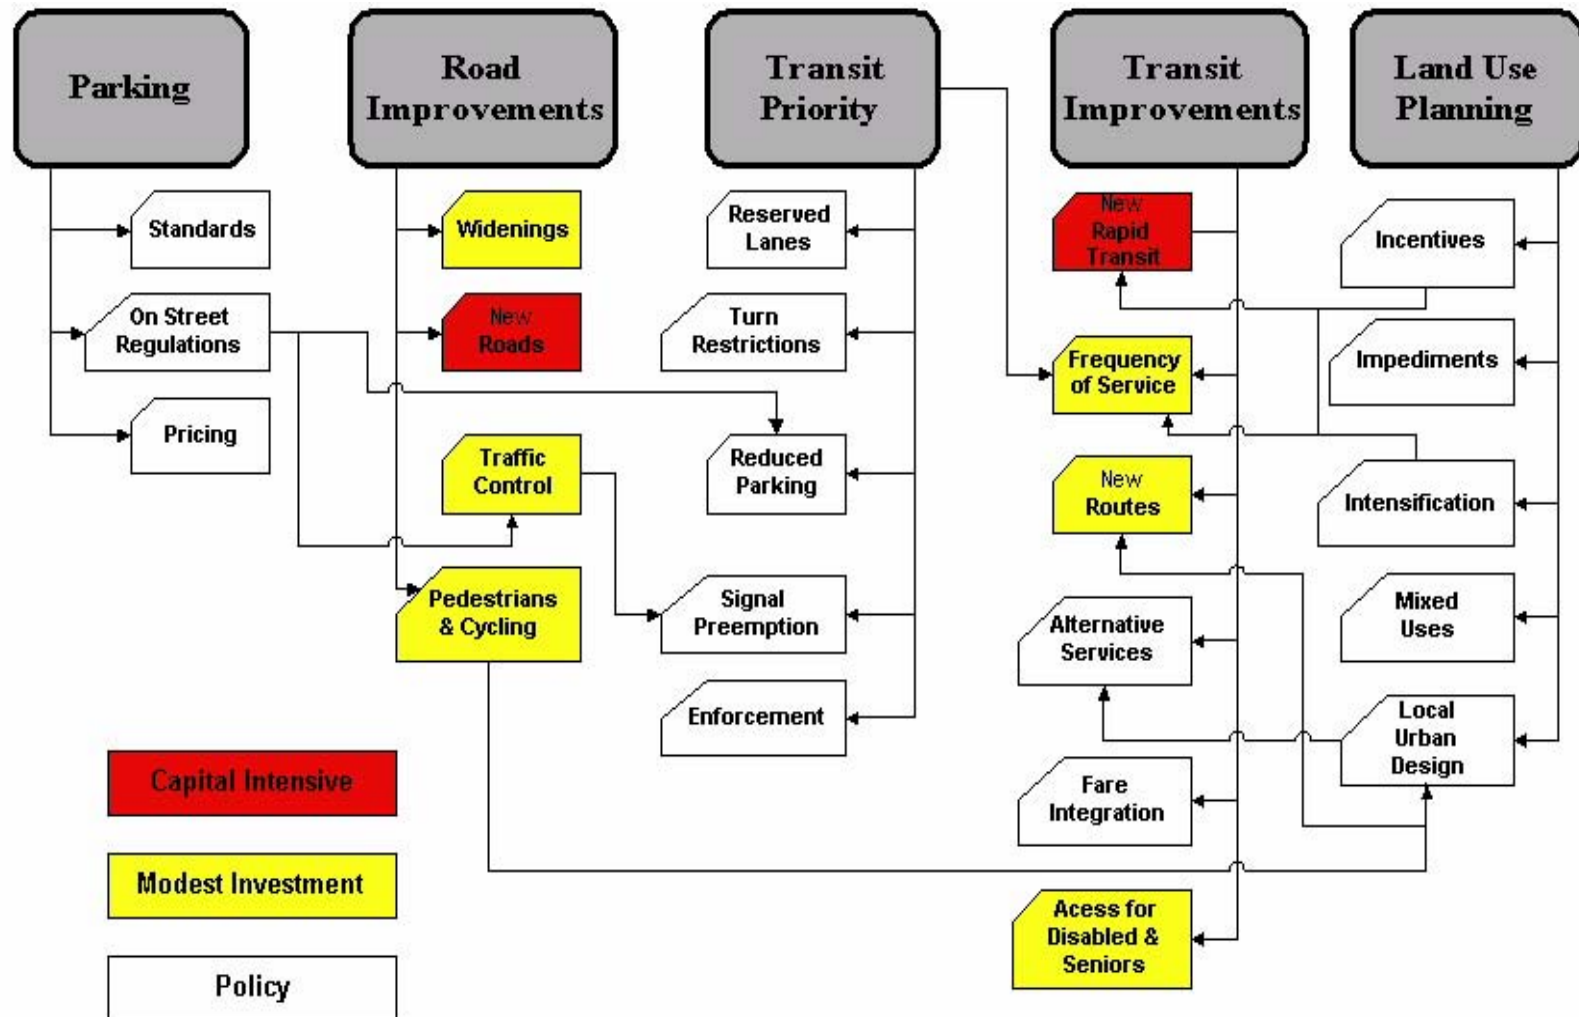 Parking
Road
Improvements
Transit
Priority
Transit
Improvements
Land Use
Planning
Standards
On Street
Regulations
Pricing
Widenings
New
Roads
Traffic
Control
Pedestrians
& Cycling
Reserved
Lanes
Turn
Restrictions
Reduced
Parking
Signal
Preemption
Enforcement
New
Rapid
Transit
Frequency
of Service
New
Routes
Alternative
Services
Fare
Integration
Acess for
Disabled &
Seniors
Incentives
Impediments
Intensification
Mixed
Uses
Local
Urban
Design
Capital Intensive
Modest Investment
Policy